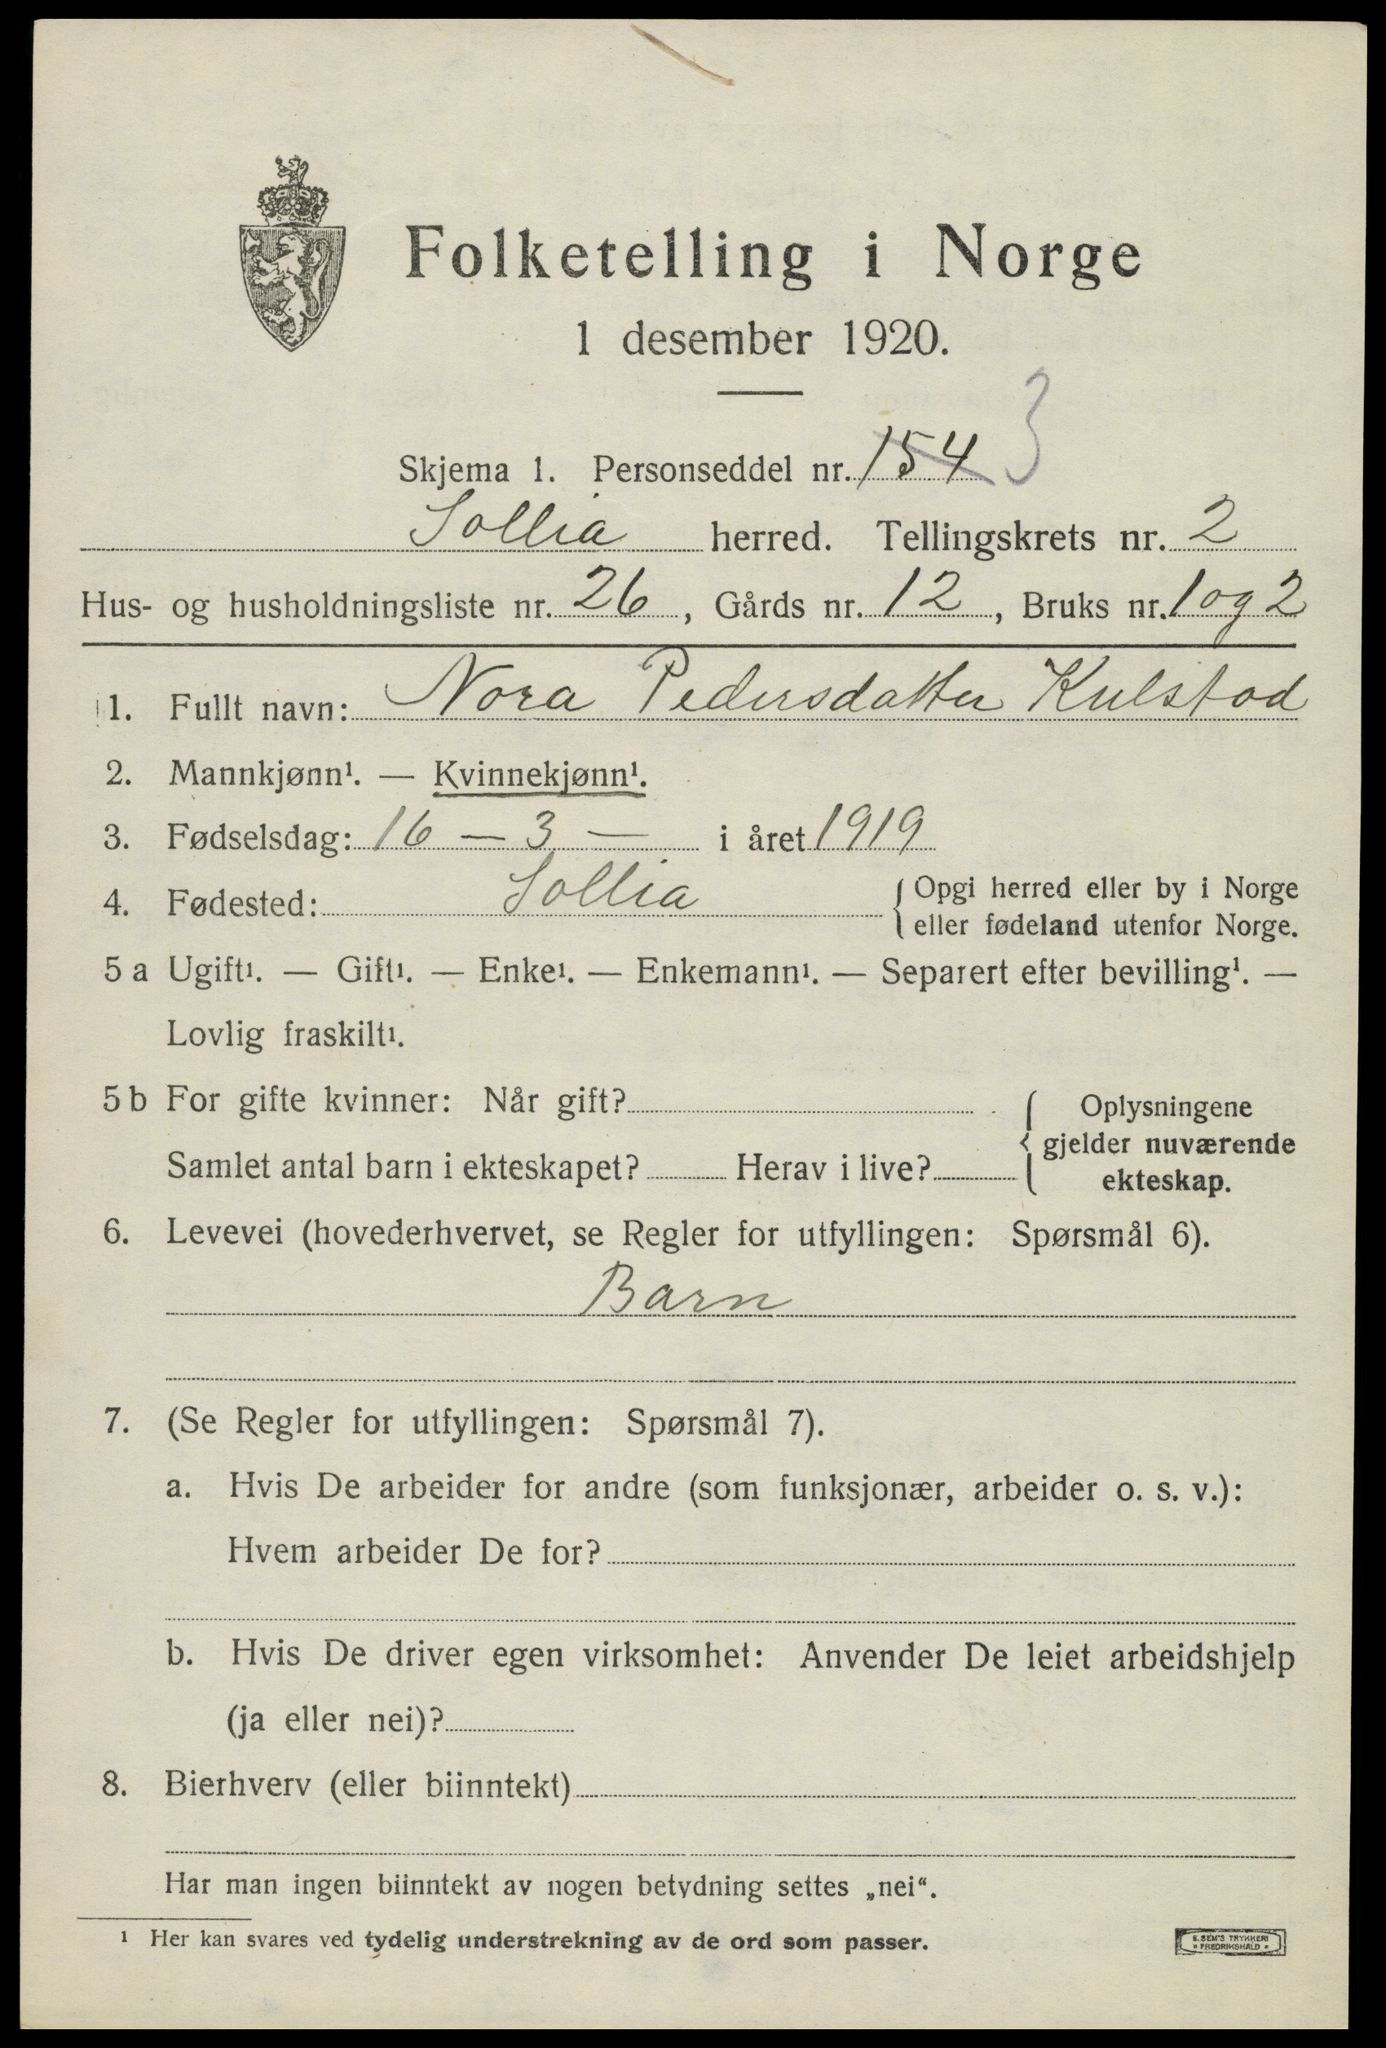 Folketelling i Norge
1 desember 1920.
Skjema 1. Personseddel nr. 154 3
Sollia herred. Tellingskrets nr. 2
Hus- og husholdningsliste nr. 26, Gårds nr. 12, Bruks nr. 1 og 2
1. Fullt navn: Nora Pedersdatter Kulstad
2. Mannkjønn¹. — Kvinnekjønn¹.
3. Fødselsdag: 16 — 3 — i året 1919
4. Fødested: Sollia { Opgi herred eller by i Norge
eller fødeland utenfor Norge.
5 a Ugift¹. — Gift¹. — Enke¹. — Enkemann¹. — Separert efter bevilling¹. —
Lovlig fraskilt¹.
5 b For gifte kvinner: Når gift? { Oplysningene
gjelder nuværende
Samlet antal barn i ekteskapet? Herav i live?
ekteskap.
6. Levevei (hovederhvervet, se Regler for utfyllingen: Spørsmål 6).
Barn
7. (Se Regler for utfyllingen: Spørsmål 7).
a. Hvis De arbeider for andre (som funksjonær, arbeider o. s. v.):
Hvem arbeider De for?
b. Hvis De driver egen virksomhet: Anvender De leiet arbeidshjelp
(ja eller nei)?
8. Bierhverv (eller biinntekt)
Har man ingen biinntekt av nogen betydning settes „nei“.
¹ Her kan svares ved tydelig understrekning av de ord som passer.
E. SEM'S TRYKKERI
* FREDRIKSHALD *